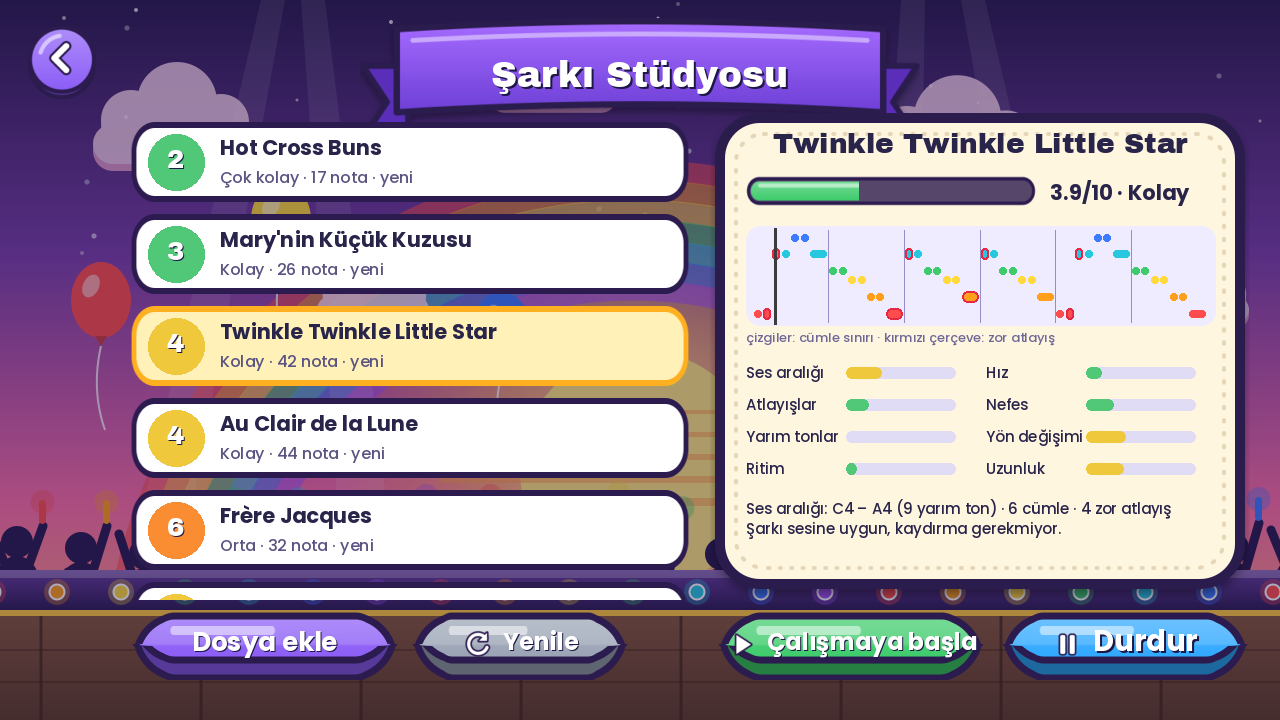 Şarkı Stüdyosu
2
Hot Cross Buns
Çok kolay · 17 nota · yeni
3
Mary'nin Küçük Kuzusu
Kolay · 26 nota · yeni
4
Twinkle Twinkle Little Star
Kolay · 42 nota · yeni
4
Au Clair de la Lune
Kolay · 44 nota · yeni
6
Frère Jacques
Orta · 32 nota · yeni
Twinkle Twinkle Little Star
3.9/10 · Kolay
çizgiler: cümle sınırı · kırmızı çerçeve: zor atlayış
Ses aralığı
Hız
Atlayışlar
Nefes
Yarım tonlar
Yön değişimi
Ritim
Uzunluk
Ses aralığı: C4 – A4 (9 yarım ton) · 6 cümle · 4 zor atlayış
Şarkı sesine uygun, kaydırma gerekmiyor.
Dosya ekle
Yenile
Çalışmaya başla
Durdur